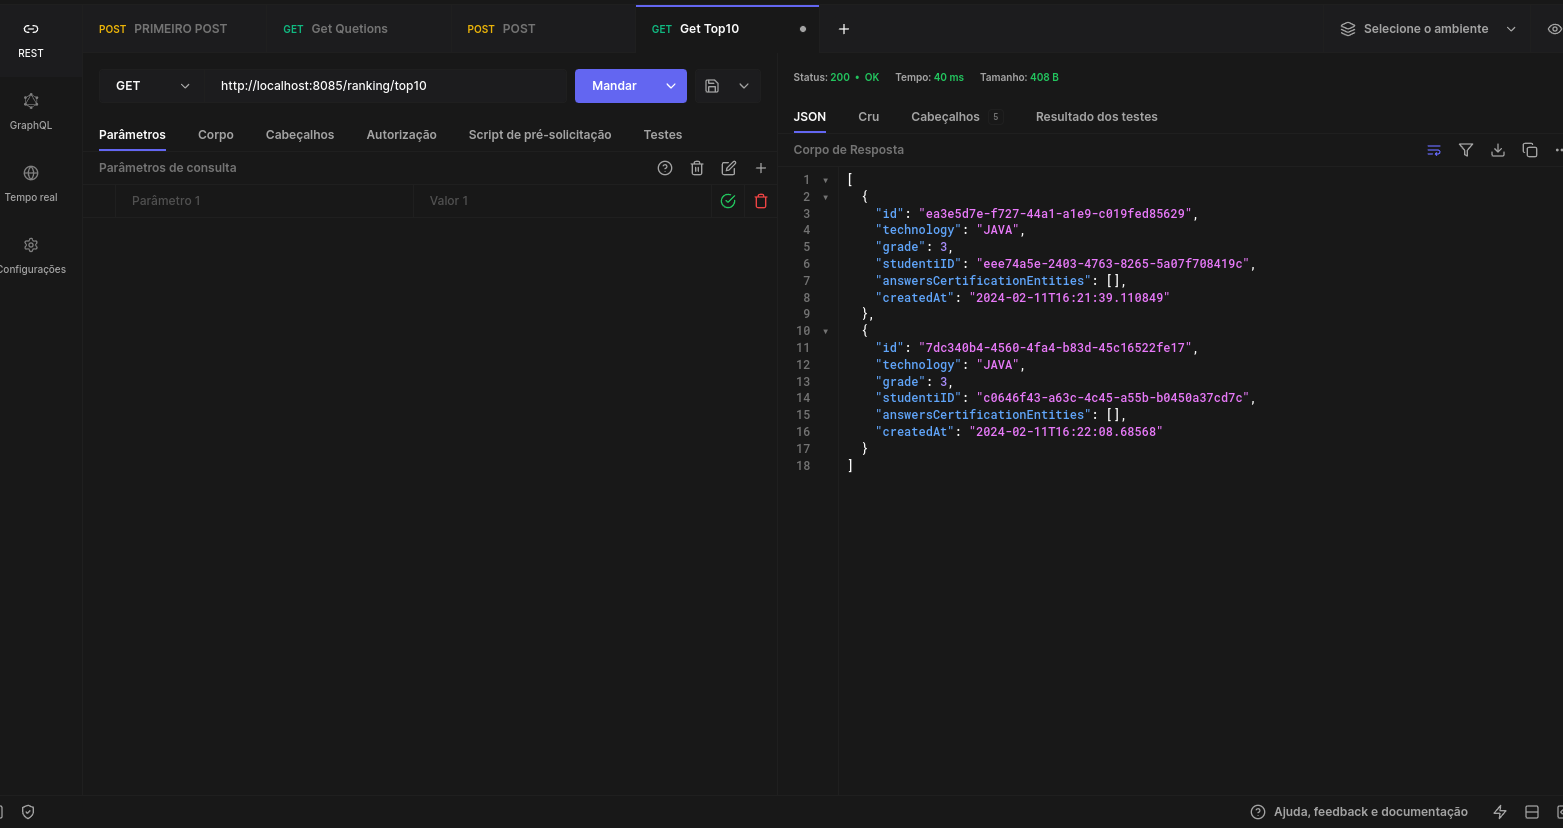 REST
GraphQL
Tempo real
Configurações
POST PRIMEIRO POST
GET Get Quetions
POST POST
GET Get Top10
Selecione o ambiente
GET http://localhost:8085/ranking/top10 Mandar
Parâmetros Corpo Cabeçalhos Autorização Script de pré-solicitação Testes
Parâmetros de consulta
Parâmetro 1 Valor 1
Status: 200 • OK Tempo: 40 ms Tamanho: 408 B
JSON Cru Cabeçalhos 5 Resultado dos testes
Corpo de Resposta
1 [
2 {
3 "id": "ea3e5d7e-f727-44a1-a1e9-c019fed85629",
4 "technology": "JAVA",
5 "grade": 3,
6 "studentiID": "eee74a5e-2403-4763-8265-5a07f708419c",
7 "answersCertificationEntities": [],
8 "createdAt": "2024-02-11T16:21:39.110849"
9 },
10 {
11 "id": "7dc340b4-4560-4fa4-b83d-45c16522fe17",
12 "technology": "JAVA",
13 "grade": 3,
14 "studentiID": "c0646f43-a63c-4c45-a55b-b0450a37cd7c",
15 "answersCertificationEntities": [],
16 "createdAt": "2024-02-11T16:22:08.68568"
17 }
18 ]
Ajuda, feedback e documentação